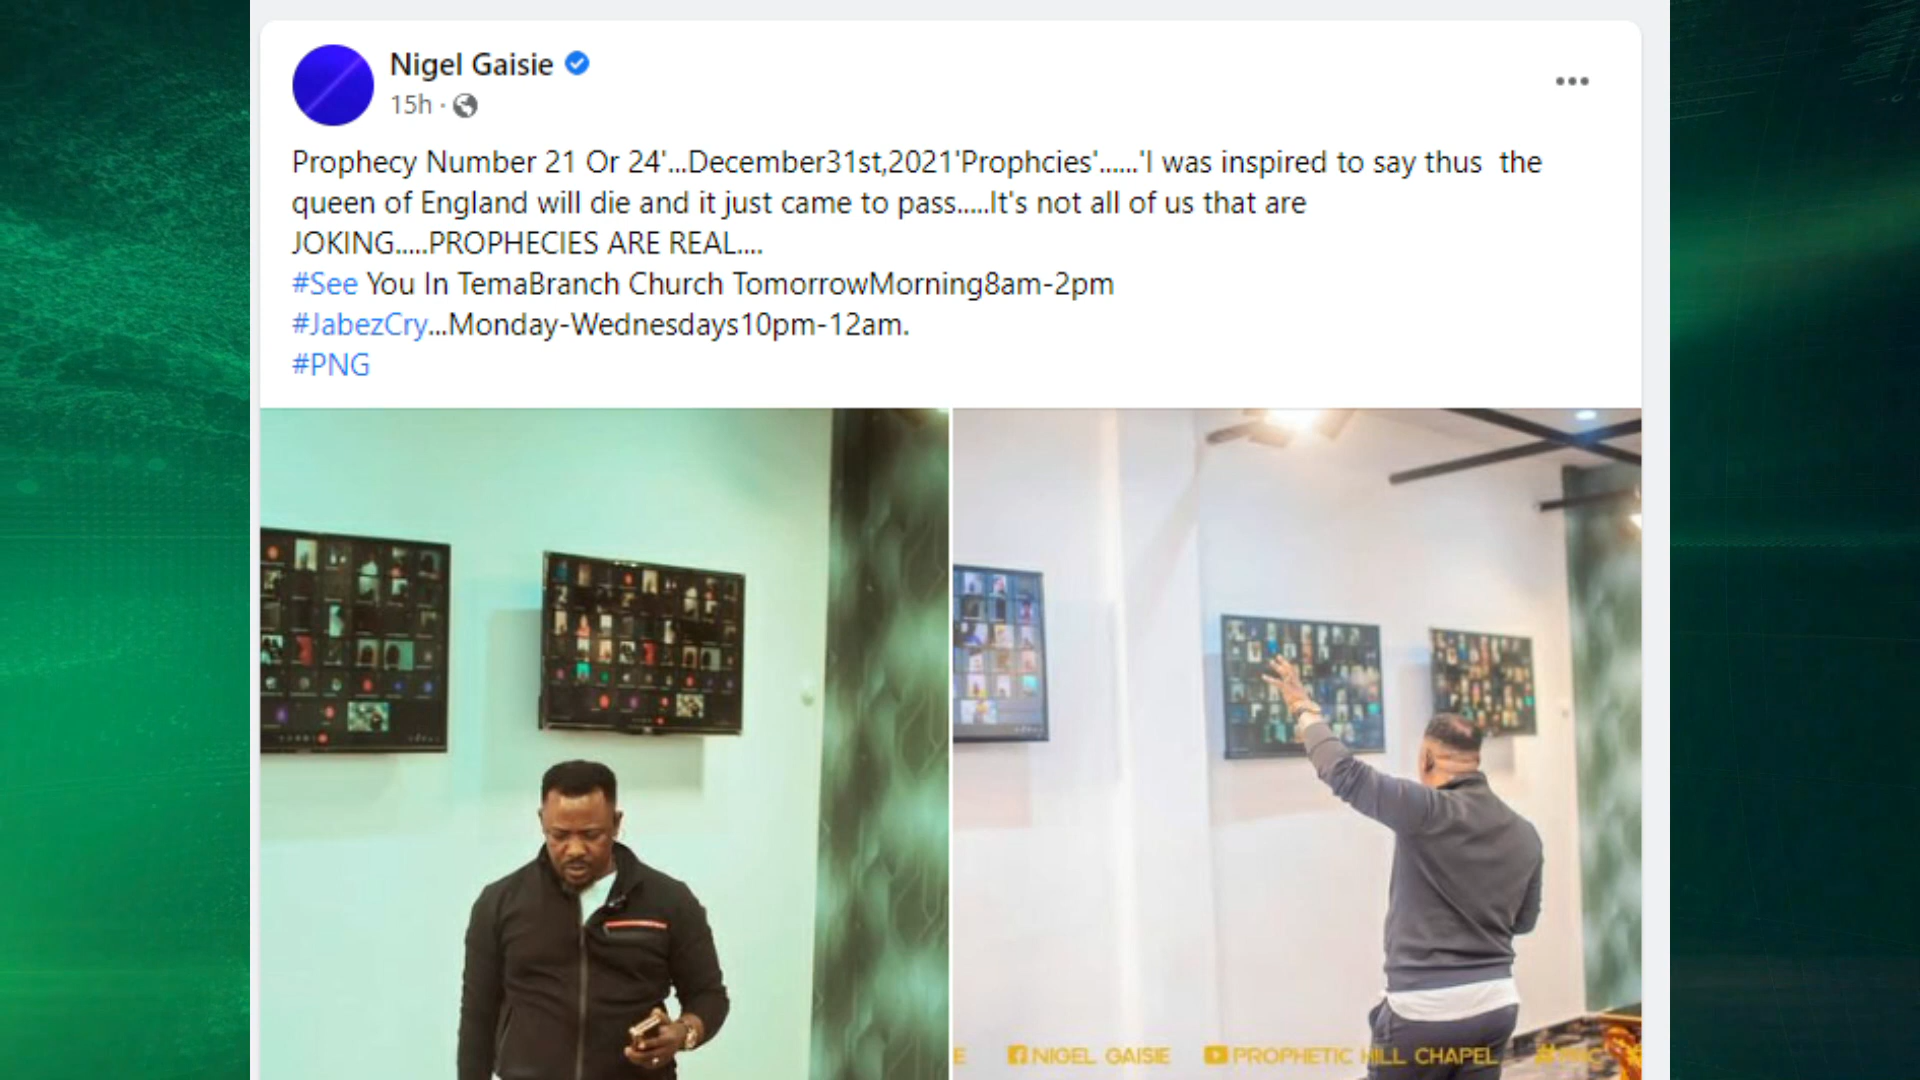 Nigel Gaisie
15h
Prophecy Number 21 Or 24'...December31st,2021'Prophcies'......'I was inspired to say thus the
queen of England will die and it just came to pass.....It's not all of us that are
JOKING.....PROPHECIES ARE REAL....
#See You In TemaBranch Church TomorrowMorning8am-2pm
#JabezCry...Monday-Wednesdays10pm-12am.
#PNG
E NIGEL GAISIE PROPHETIC HILL CHAPEL